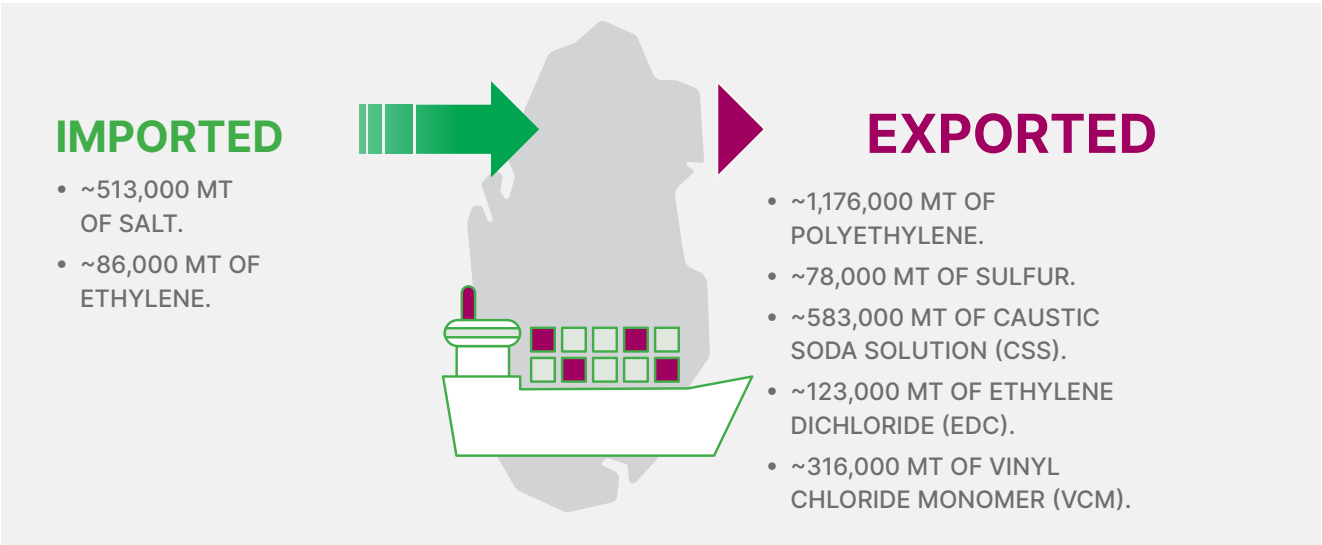 IMPORTED
• ~513,000 MT
OF SALT.
• ~86,000 MT OF
ETHYLENE.
EXPORTED
• ~1,176,000 MT OF
POLYETHYLENE.
• ~78,000 MT OF SULFUR.
• ~583,000 MT OF CAUSTIC
SODA SOLUTION (CSS).
• ~123,000 MT OF ETHYLENE
DICHLORIDE (EDC).
• ~316,000 MT OF VINYL
CHLORIDE MONOMER (VCM).